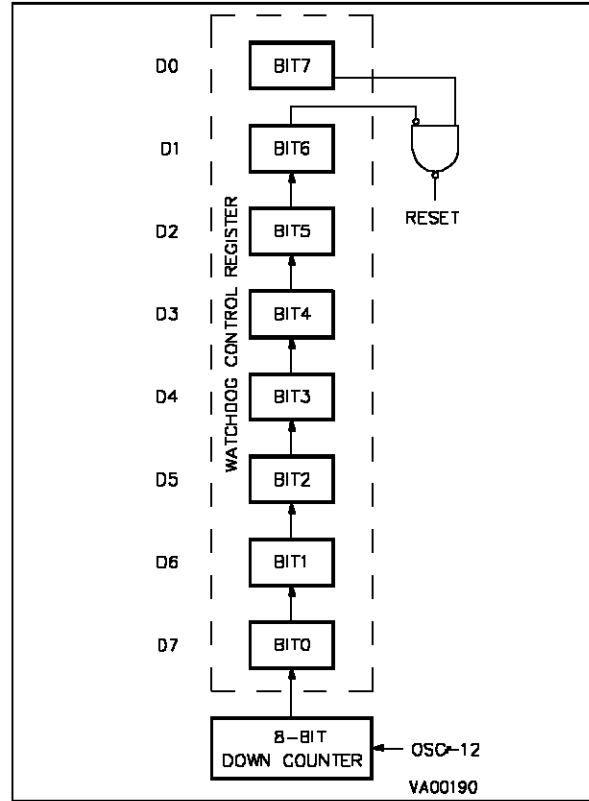 D0 BIT7
D1 BIT6
RESET
D2 BIT5
D3 BIT4
D4 BIT3
D5 BIT2
D6 BIT1
D7 BIT0
WATCHDOG CONTROL REGISTER
8-BIT
DOWN COUNTER
OSC÷12
VA00190